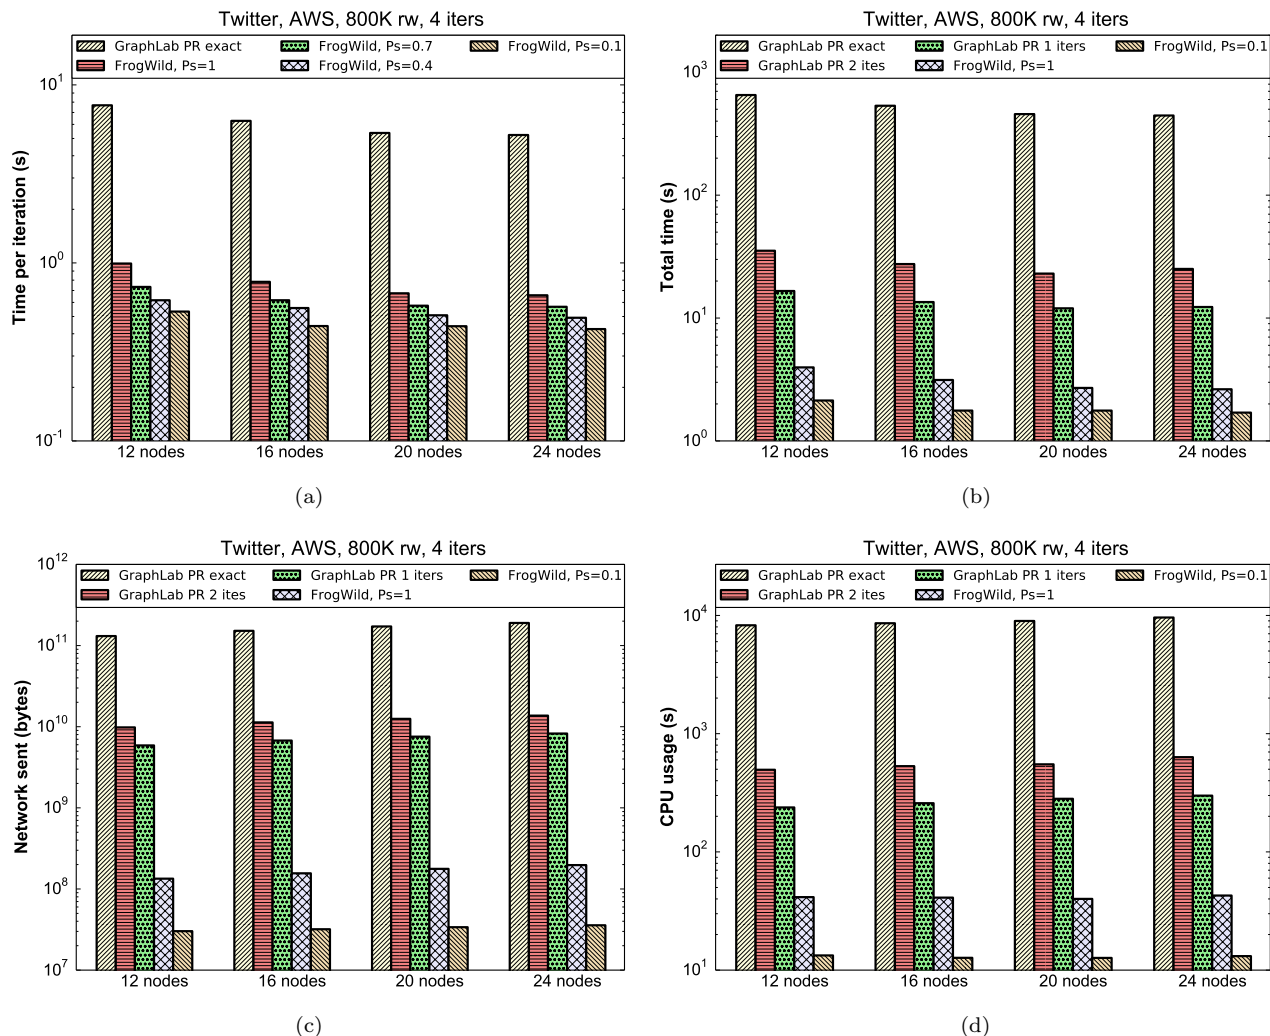 Twitter, AWS, 800K rw, 4 iters
GraphLab PR exact FrogWild, Ps=0.7 FrogWild, Ps=0.1
FrogWild, Ps=1 FrogWild, Ps=0.4
Time per iteration (s)
10^1
10^0
10^-1
12 nodes 16 nodes 20 nodes 24 nodes
(a)
Twitter, AWS, 800K rw, 4 iters
GraphLab PR exact GraphLab PR 1 iters FrogWild, Ps=0.1
GraphLab PR 2 ites FrogWild, Ps=1
Total time (s)
10^3
10^2
10^1
10^0
12 nodes 16 nodes 20 nodes 24 nodes
(b)
Twitter, AWS, 800K rw, 4 iters
GraphLab PR exact GraphLab PR 1 iters FrogWild, Ps=0.1
GraphLab PR 2 ites FrogWild, Ps=1
Network sent (bytes)
10^12
10^11
10^10
10^9
10^8
10^7
12 nodes 16 nodes 20 nodes 24 nodes
(c)
Twitter, AWS, 800K rw, 4 iters
GraphLab PR exact GraphLab PR 1 iters FrogWild, Ps=0.1
GraphLab PR 2 ites FrogWild, Ps=1
CPU usage (s)
10^4
10^3
10^2
10^1
12 nodes 16 nodes 20 nodes 24 nodes
(d)